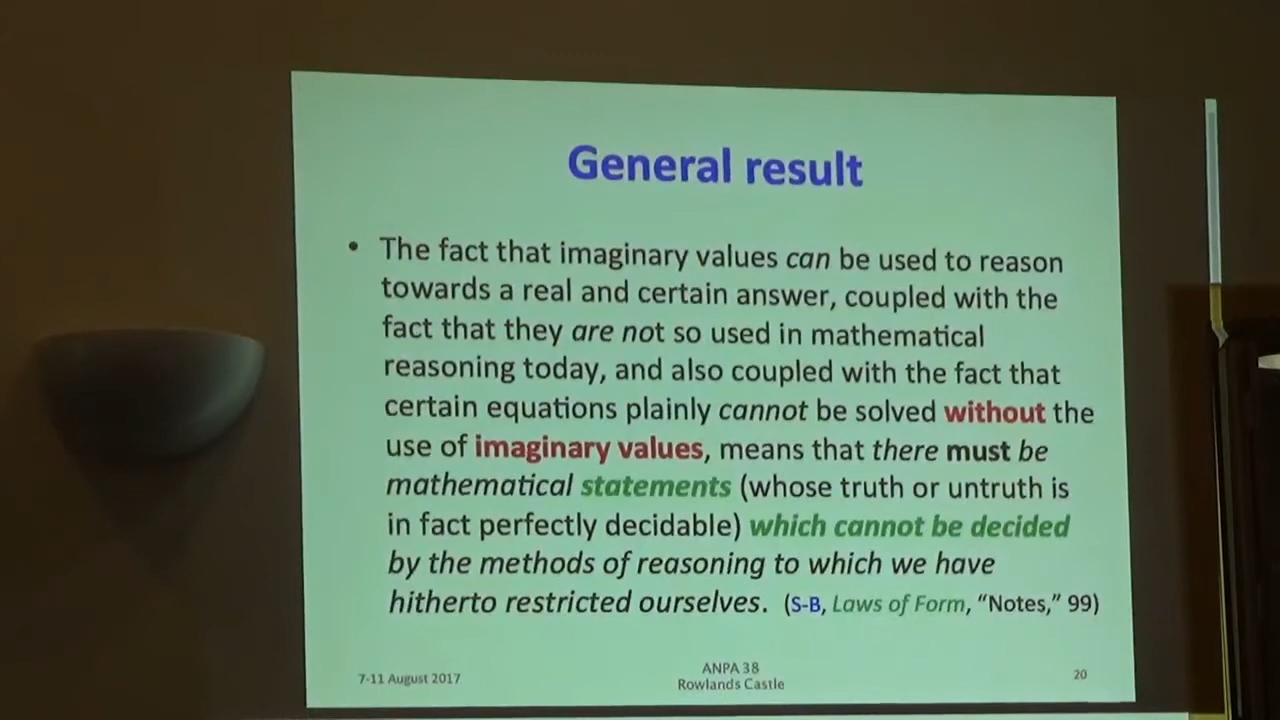 General result
• The fact that imaginary values can be used to reason
towards a real and certain answer, coupled with the
fact that they are not so used in mathematical
reasoning today, and also coupled with the fact that
certain equations plainly cannot be solved without the
use of imaginary values, means that there must be
mathematical statements (whose truth or untruth is
in fact perfectly decidable) which cannot be decided
by the methods of reasoning to which we have
hitherto restricted ourselves. (S-B, Laws of Form, “Notes,” 99)
7-11 August 2017
ANPA 38
Rowlands Castle
20